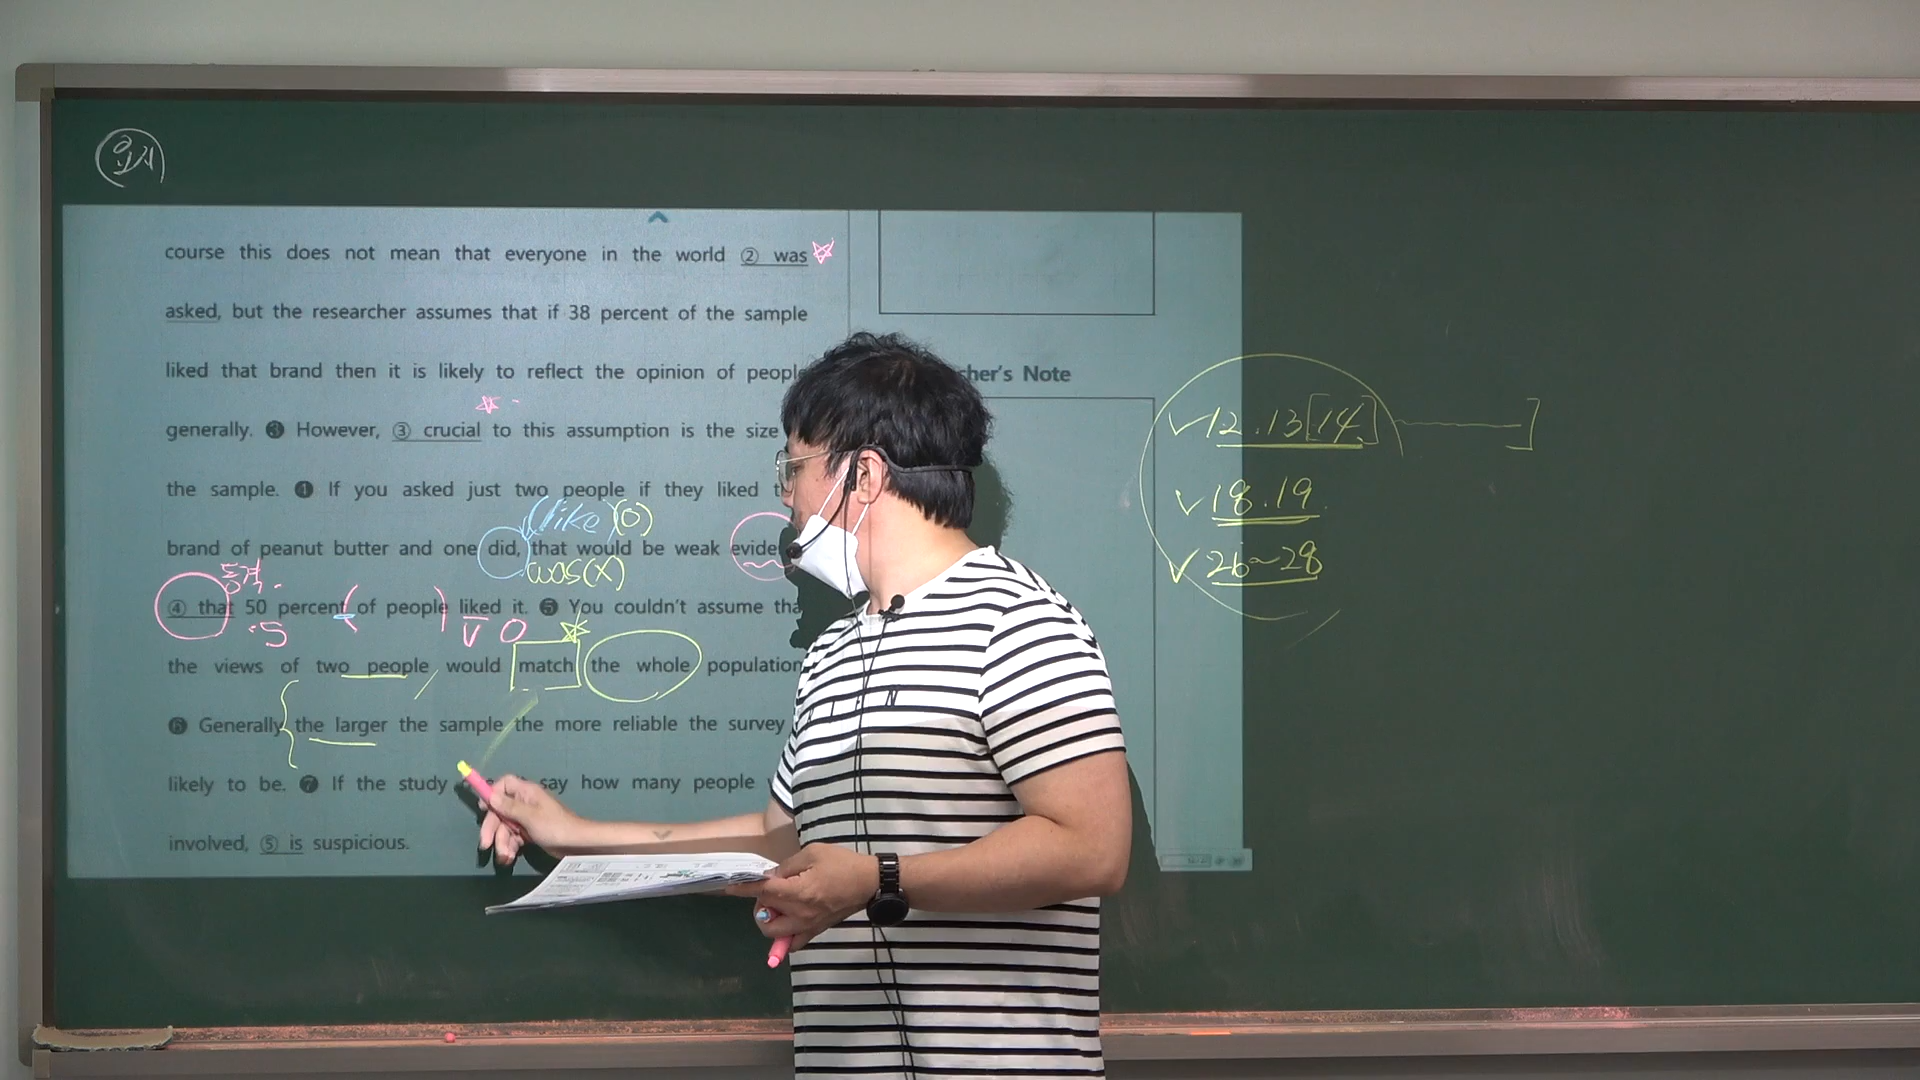 요지
course this does not mean that everyone in the world ② was
asked, but the researcher assumes that if 38 percent of the sample
liked that brand then it is likely to reflect the opinion of people
generally. ❸ However, ③ crucial to this assumption is the size
the sample. ❹ If you asked just two people if they liked
(like)(o)
brand of peanut butter and one did, that would be weak
was(x)
동격
④ that 50 percent of people liked it. ❺ You couldn't assume
:S
V O
the views of two people would match the whole population
❻ Generally the larger the sample the more reliable the survey
likely to be. ❼ If the study say how many people
involved, ⑤ is suspicious.
Note
12.13[14] ]
18.19.
26~28